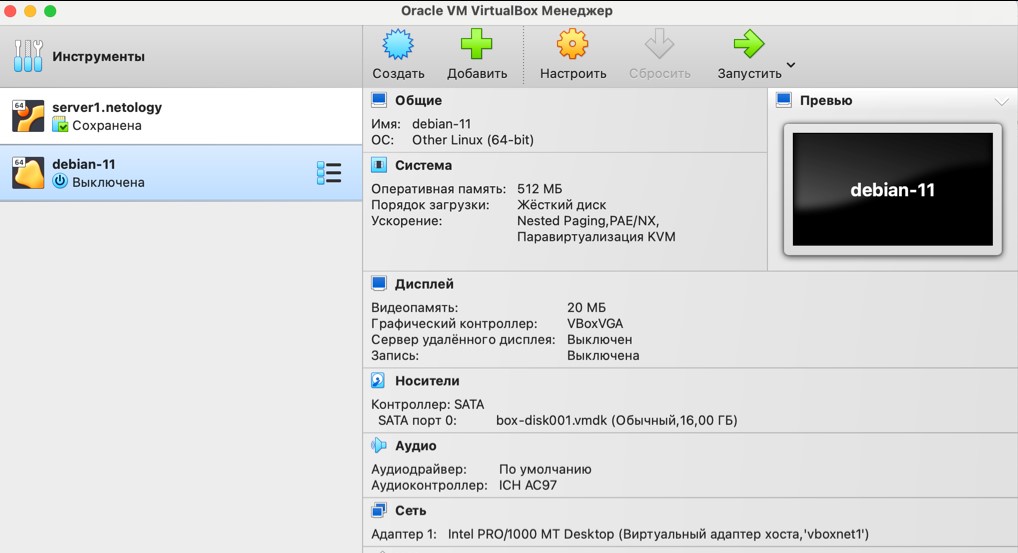 Oracle VM VirtualBox Менеджер
Инструменты
Создать Добавить Настроить Сбросить Запустить
64
server1.netology
Сохранена
64
debian-11
Выключена
Общие
Имя: debian-11
ОС: Other Linux (64-bit)
Превью
debian-11
Система
Оперативная память: 512 МБ
Порядок загрузки: Жёсткий диск
Ускорение: Nested Paging,PAE/NX,
Паравиртуализация KVM
Дисплей
Видеопамять: 20 МБ
Графический контроллер: VBoxVGA
Сервер удалённого дисплея: Выключен
Запись: Выключена
Носители
Контроллер: SATA
SATA порт 0: box-disk001.vmdk (Обычный,16,00 ГБ)
Аудио
Аудиодрайвер: По умолчанию
Аудиоконтроллер: ICH AC97
Сеть
Адаптер 1: Intel PRO/1000 MT Desktop (Виртуальный адаптер хоста,'vboxnet1')